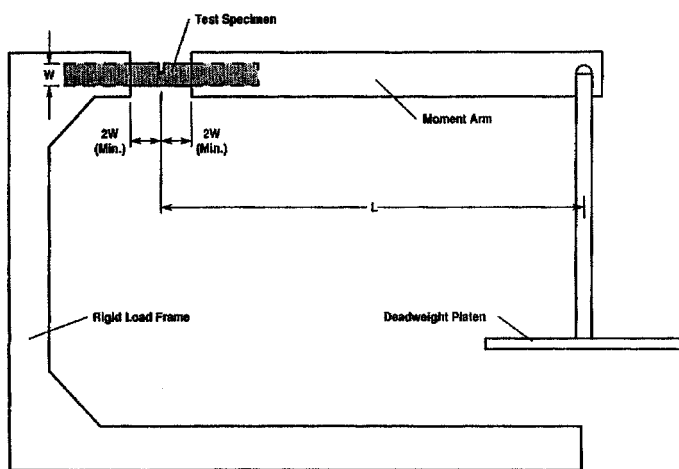 Test Specimen
W
Moment Arm
2W
(Min.)
2W
(Min.)
L
Rigid Load Frame
Deadweight Platen